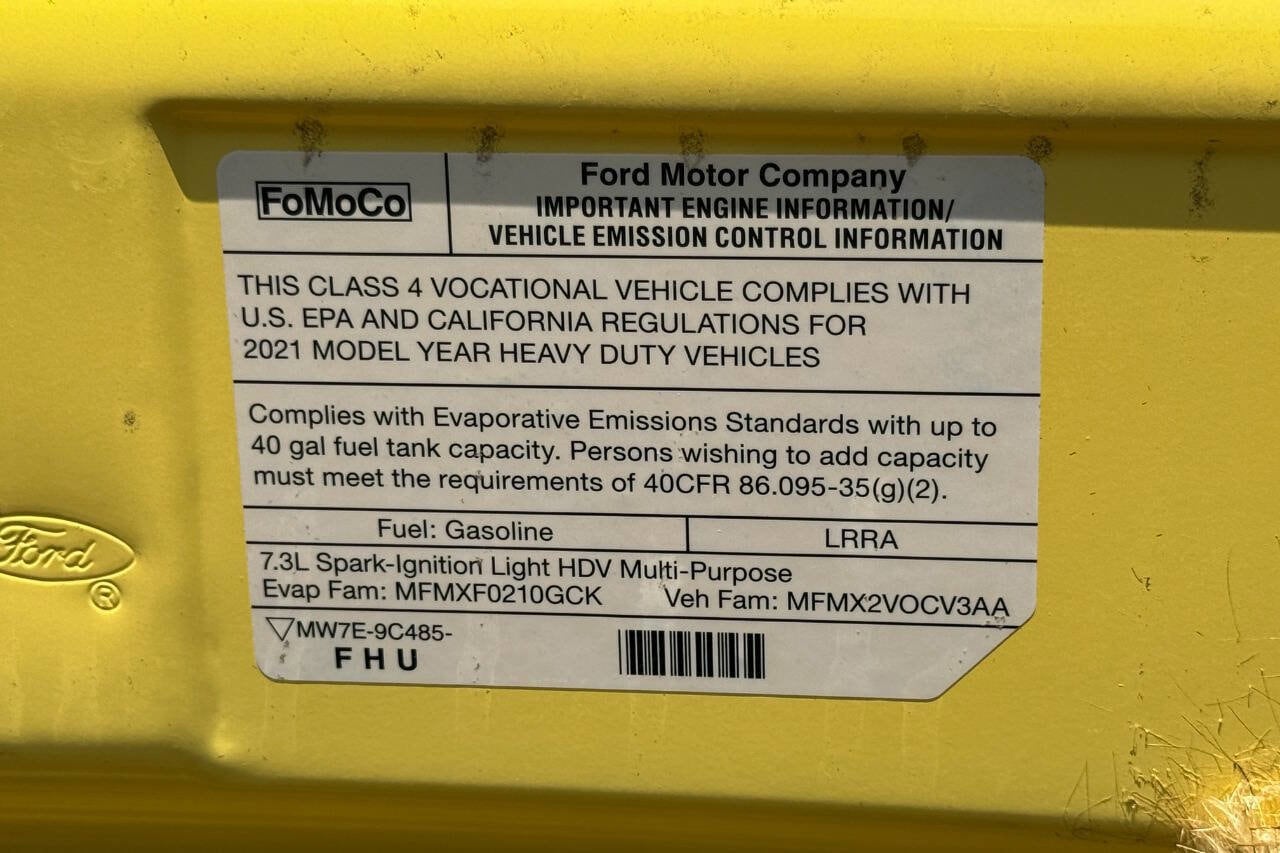 FoMoCo
Ford Motor Company
IMPORTANT ENGINE INFORMATION/
VEHICLE EMISSION CONTROL INFORMATION
THIS CLASS 4 VOCATIONAL VEHICLE COMPLIES WITH
U.S. EPA AND CALIFORNIA REGULATIONS FOR
2021 MODEL YEAR HEAVY DUTY VEHICLES
Complies with Evaporative Emissions Standards with up to
40 gal fuel tank capacity. Persons wishing to add capacity
must meet the requirements of 40CFR 86.095-35(g)(2).
Fuel: Gasoline LRRA
7.3L Spark-Ignition Light HDV Multi-Purpose
Evap Fam: MFMXF0210GCK Veh Fam: MFMX2VOCV3AA
MW7E-9C485-
FHU
Ford
®